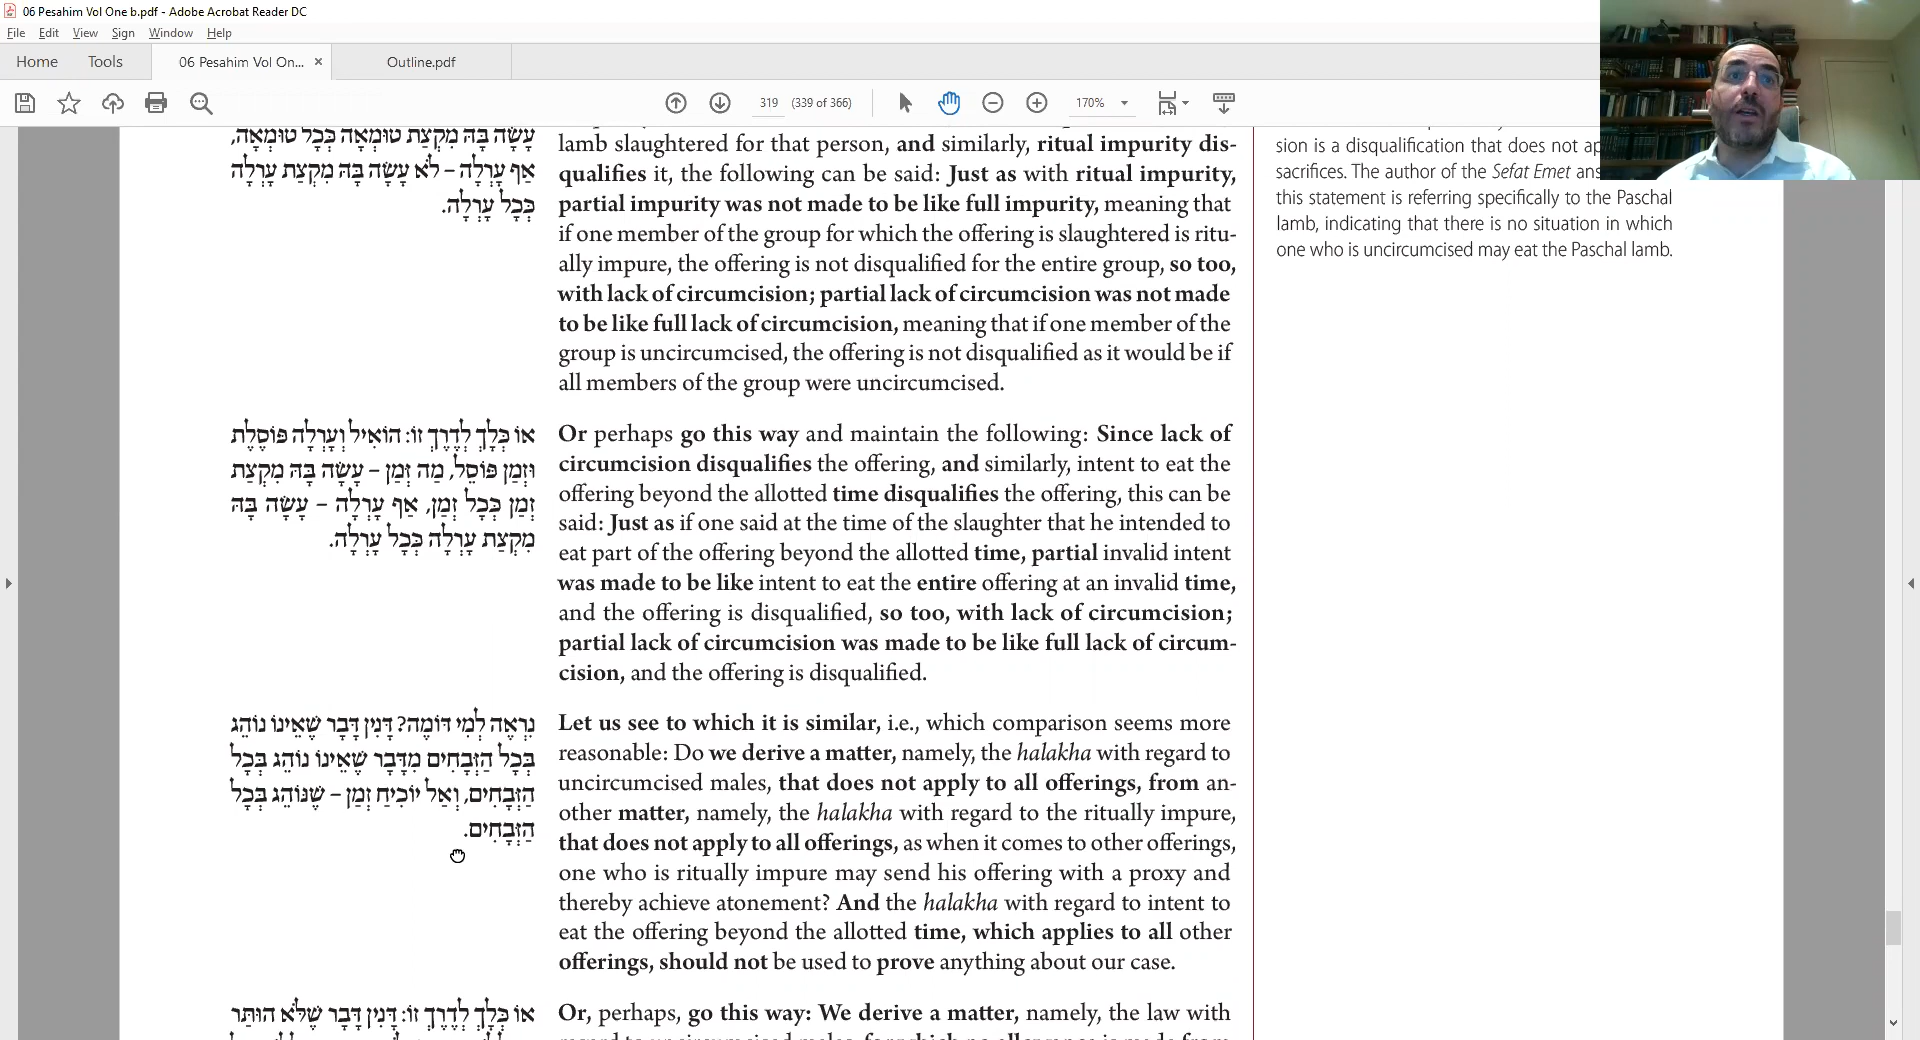 06 Pesahim Vol One b.pdf - Adobe Acrobat Reader DC
File Edit View Sign Window Help
Home Tools 06 Pesahim Vol On... × Outline.pdf
319 (339 of 366) 170%
עָשָׂה בָּהּ מִקְצָת טוּמְאָה כְּכָל טוּמְאָה,
אַף עָרְלָה – לֹא עָשָׂה בָּהּ מִקְצָת עָרְלָה
כְּכָל עָרְלָה.
lamb slaughtered for that person, and similarly, ritual impurity dis-
qualifies it, the following can be said: Just as with ritual impurity,
partial impurity was not made to be like full impurity, meaning that
if one member of the group for which the offering is slaughtered is ritu-
ally impure, the offering is not disqualified for the entire group, so too,
with lack of circumcision; partial lack of circumcision was not made
to be like full lack of circumcision, meaning that if one member of the
group is uncircumcised, the offering is not disqualified as it would be if
all members of the group were uncircumcised.
אוֹ כַּלֵּךְ לְדֶרֶךְ זוֹ: הוֹאִיל וְעָרְלָה פּוֹסֶלֶת
וּזְמַן פּוֹסֵל, מַה זְּמַן – עָשָׂה בָּהּ מִקְצָת
זְמַן כְּכָל זְמַן, אַף עָרְלָה – עָשָׂה בָּהּ
מִקְצָת עָרְלָה כְּכָל עָרְלָה.
Or perhaps go this way and maintain the following: Since lack of
circumcision disqualifies the offering, and similarly, intent to eat the
offering beyond the allotted time disqualifies the offering, this can be
said: Just as if one said at the time of the slaughter that he intended to
eat part of the offering beyond the allotted time, partial invalid intent
was made to be like intent to eat the entire offering at an invalid time,
and the offering is disqualified, so too, with lack of circumcision;
partial lack of circumcision was made to be like full lack of circum-
cision, and the offering is disqualified.
נִרְאֶה לְמִי דּוֹמֶה? דָּנִין דָּבָר שֶׁאֵינוֹ נוֹהֵג
בְּכָל הַזְּבָחִים מִדָּבָר שֶׁאֵינוֹ נוֹהֵג בְּכָל
הַזְּבָחִים, וְאַל יוֹכִיחַ זְמַן – שֶׁנּוֹהֵג בְּכָל
הַזְּבָחִים.
Let us see to which it is similar, i.e., which comparison seems more
reasonable: Do we derive a matter, namely, the halakha with regard to
uncircumcised males, that does not apply to all offerings, from an-
other matter, namely, the halakha with regard to the ritually impure,
that does not apply to all offerings, as when it comes to other offerings,
one who is ritually impure may send his offering with a proxy and
thereby achieve atonement? And the halakha with regard to intent to
eat the offering beyond the allotted time, which applies to all other
offerings, should not be used to prove anything about our case.
אוֹ כַּלֵּךְ לְדֶרֶךְ זוֹ: דָּנִין דָּבָר שֶׁלֹּא הוּתַּר
Or, perhaps, go this way: We derive a matter, namely, the law with
sion is a disqualification that does not
sacrifices. The author of the Sefat Emet
this statement is referring specifically to the Paschal
lamb, indicating that there is no situation in which
one who is uncircumcised may eat the Paschal lamb.